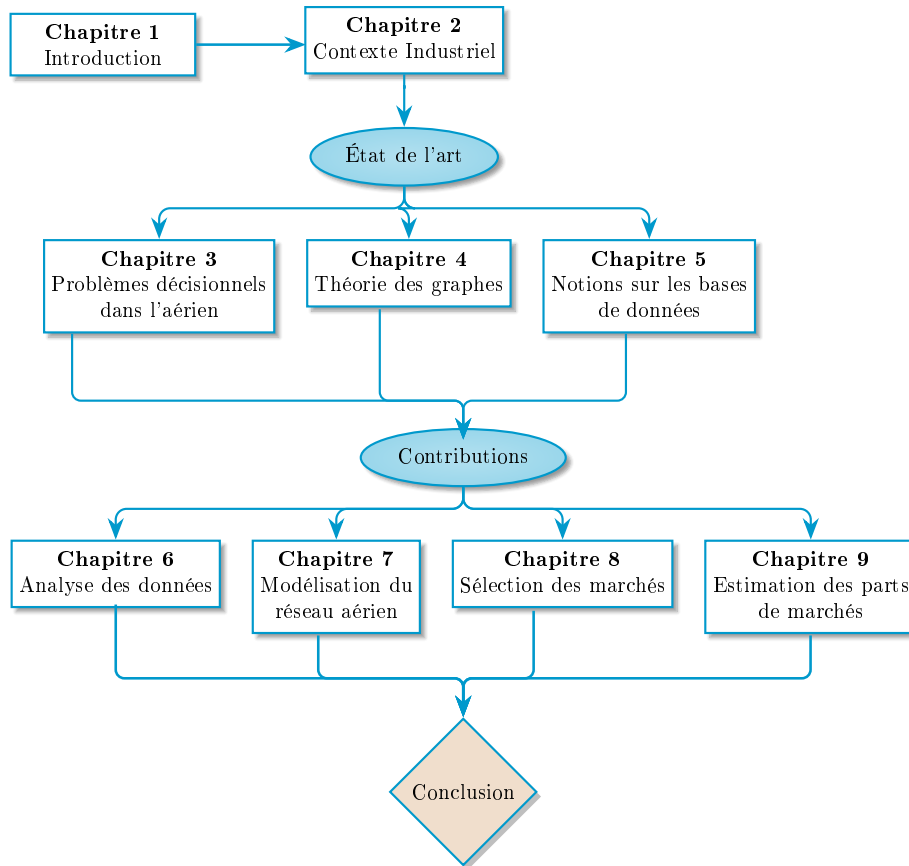 Chapitre 1
Introduction
Chapitre 2
Contexte Industriel
État de l'art
Chapitre 3
Problèmes décisionnels
dans l'aérien
Chapitre 4
Théorie des graphes
Chapitre 5
Notions sur les bases
de données
Contributions
Chapitre 6
Analyse des données
Chapitre 7
Modélisation du
réseau aérien
Chapitre 8
Sélection des marchés
Chapitre 9
Estimation des parts
de marchés
Conclusion